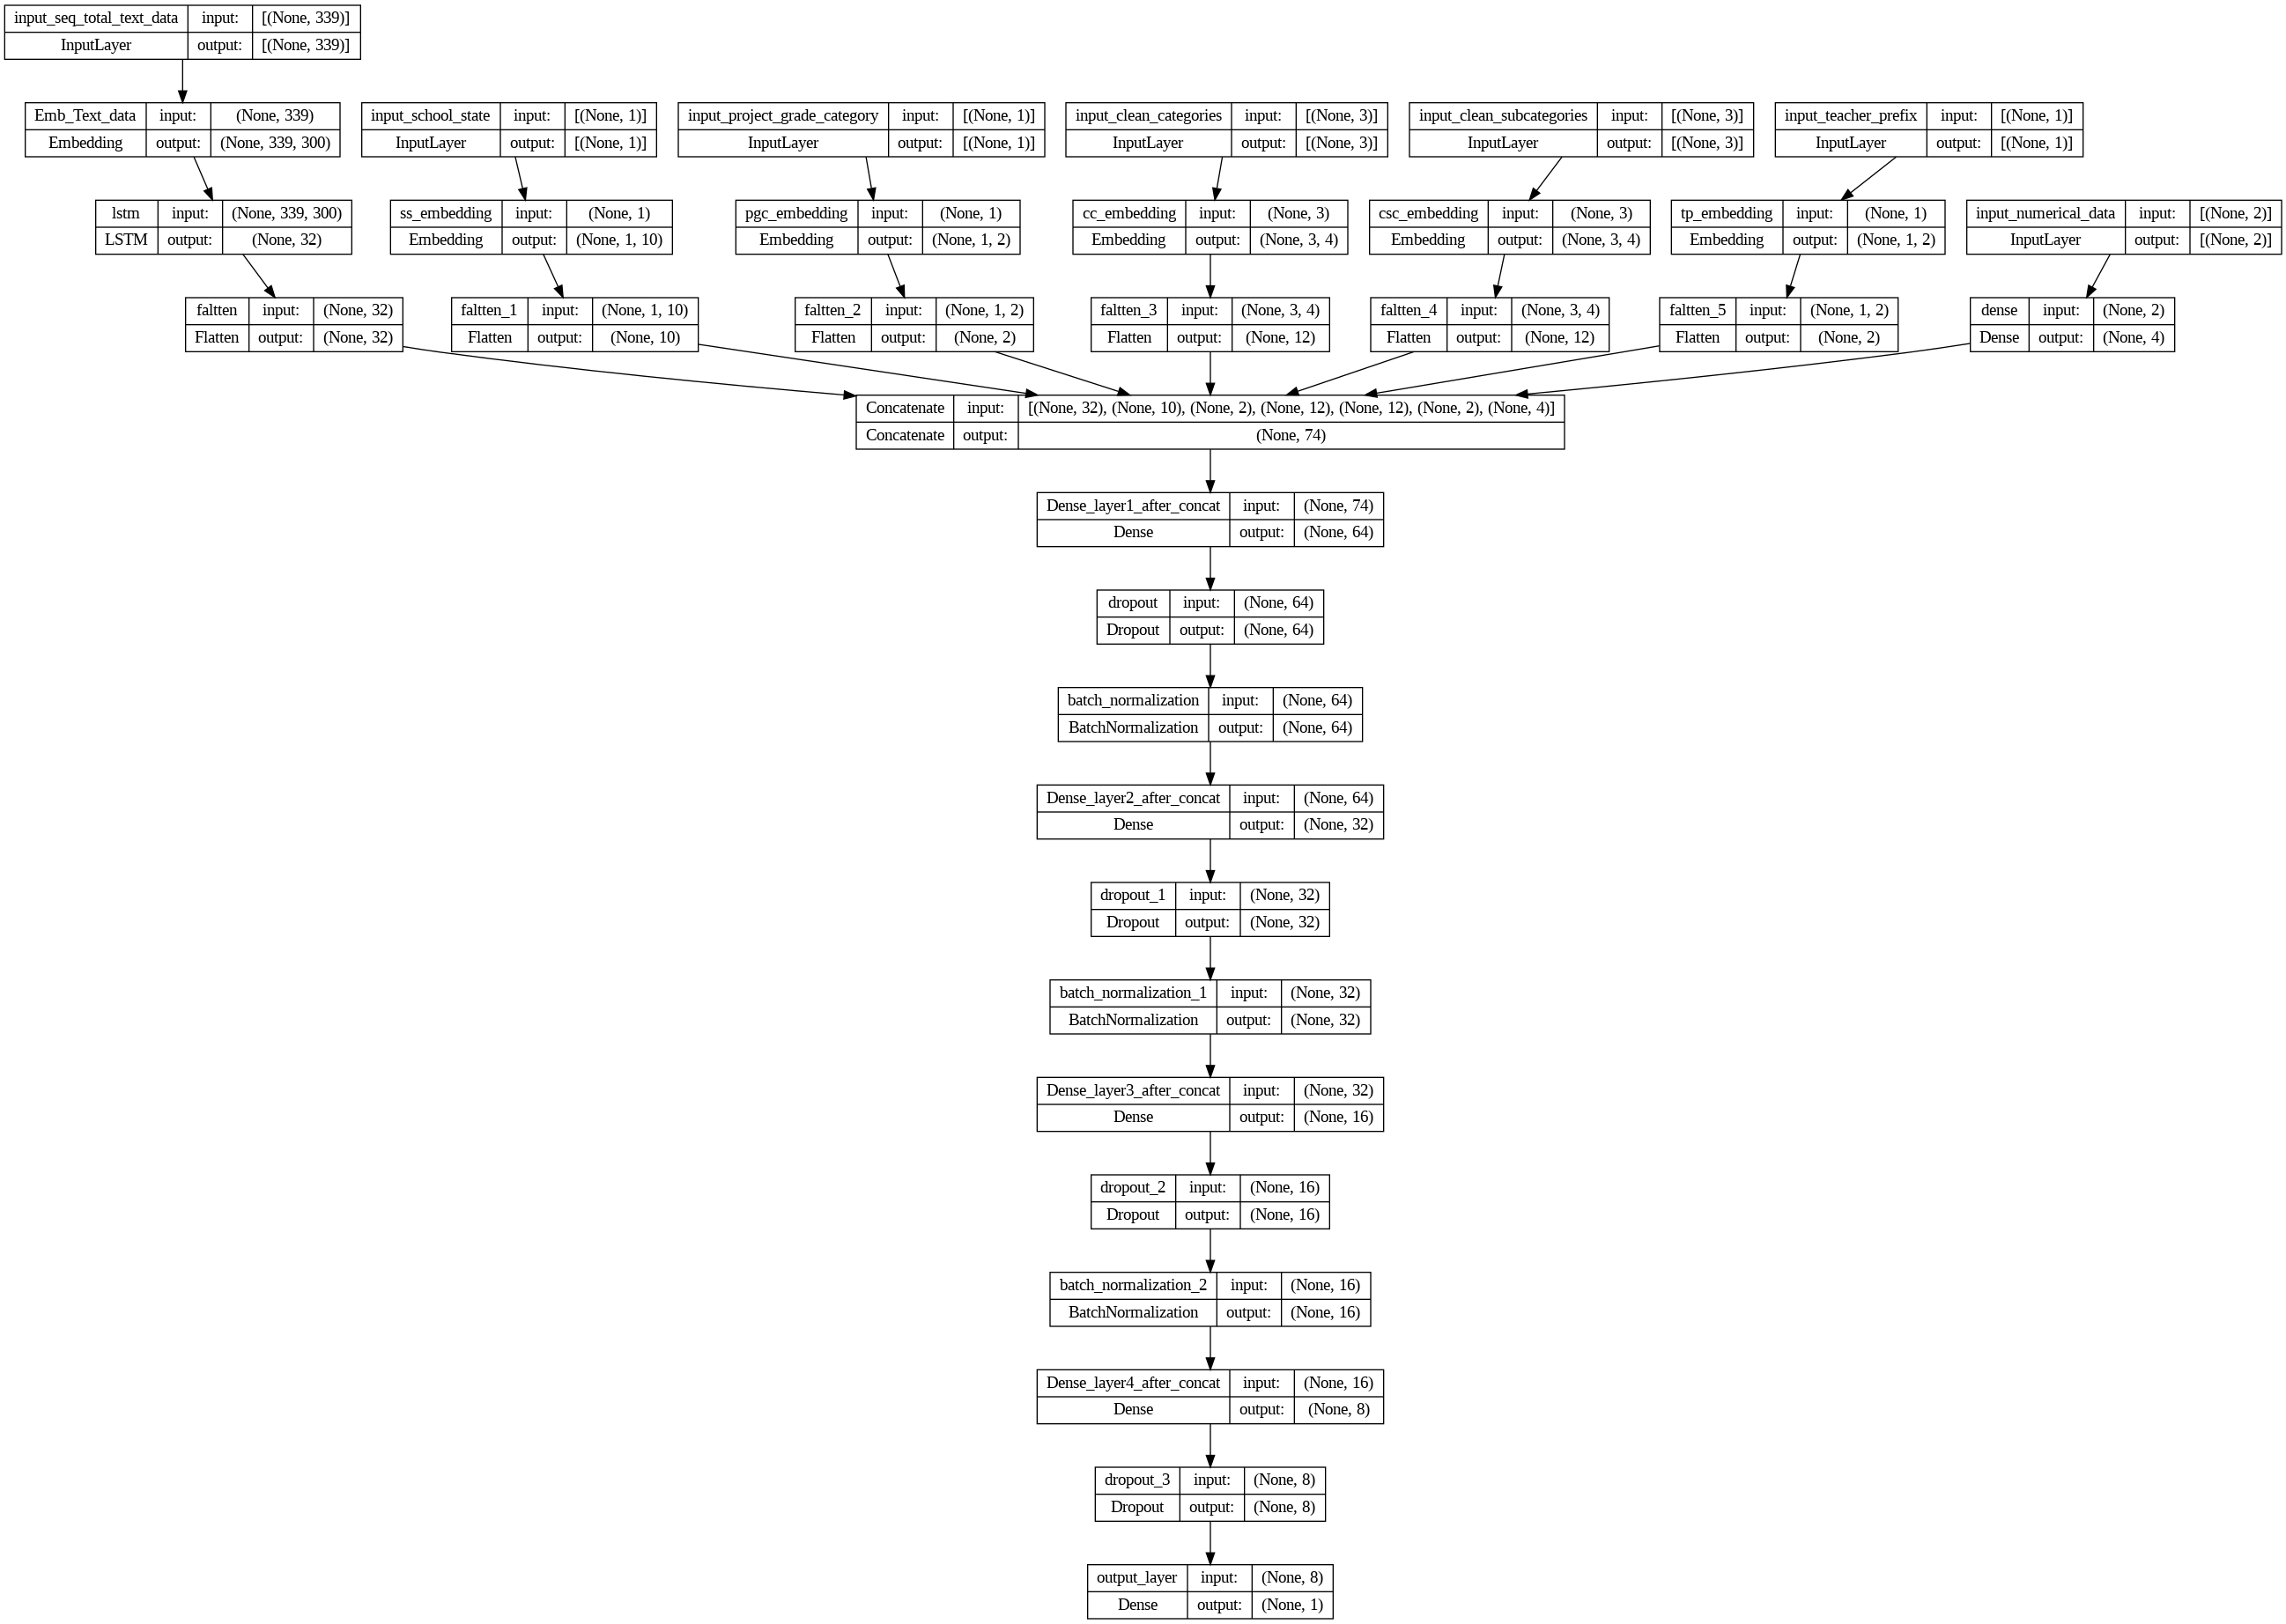 input_seq_total_text_data input: [(None, 339)]
InputLayer output: [(None, 339)]
Emb_Text_data input: (None, 339)
Embedding output: (None, 339, 300)
input_school_state input: [(None, 1)]
InputLayer output: [(None, 1)]
input_project_grade_category input: [(None, 1)]
InputLayer output: [(None, 1)]
input_clean_categories input: [(None, 3)]
InputLayer output: [(None, 3)]
input_clean_subcategories input: [(None, 3)]
InputLayer output: [(None, 3)]
input_teacher_prefix input: [(None, 1)]
InputLayer output: [(None, 1)]
lstm input: (None, 339, 300)
LSTM output: (None, 32)
ss_embedding input: (None, 1)
Embedding output: (None, 1, 10)
pgc_embedding input: (None, 1)
Embedding output: (None, 1, 2)
cc_embedding input: (None, 3)
Embedding output: (None, 3, 4)
csc_embedding input: (None, 3)
Embedding output: (None, 3, 4)
tp_embedding input: (None, 1)
Embedding output: (None, 1, 2)
input_numerical_data input: [(None, 2)]
InputLayer output: [(None, 2)]
faltten input: (None, 32)
Flatten output: (None, 32)
faltten_1 input: (None, 1, 10)
Flatten output: (None, 10)
faltten_2 input: (None, 1, 2)
Flatten output: (None, 2)
faltten_3 input: (None, 3, 4)
Flatten output: (None, 12)
faltten_4 input: (None, 3, 4)
Flatten output: (None, 12)
faltten_5 input: (None, 1, 2)
Flatten output: (None, 2)
dense input: (None, 2)
Dense output: (None, 4)
Concatenate input: [(None, 32), (None, 10), (None, 2), (None, 12), (None, 12), (None, 2), (None, 4)]
Concatenate output: (None, 74)
Dense_layer1_after_concat input: (None, 74)
Dense output: (None, 64)
dropout input: (None, 64)
Dropout output: (None, 64)
batch_normalization input: (None, 64)
BatchNormalization output: (None, 64)
Dense_layer2_after_concat input: (None, 64)
Dense output: (None, 32)
dropout_1 input: (None, 32)
Dropout output: (None, 32)
batch_normalization_1 input: (None, 32)
BatchNormalization output: (None, 32)
Dense_layer3_after_concat input: (None, 32)
Dense output: (None, 16)
dropout_2 input: (None, 16)
Dropout output: (None, 16)
batch_normalization_2 input: (None, 16)
BatchNormalization output: (None, 16)
Dense_layer4_after_concat input: (None, 16)
Dense output: (None, 8)
dropout_3 input: (None, 8)
Dropout output: (None, 8)
output_layer input: (None, 8)
Dense output: (None, 1)